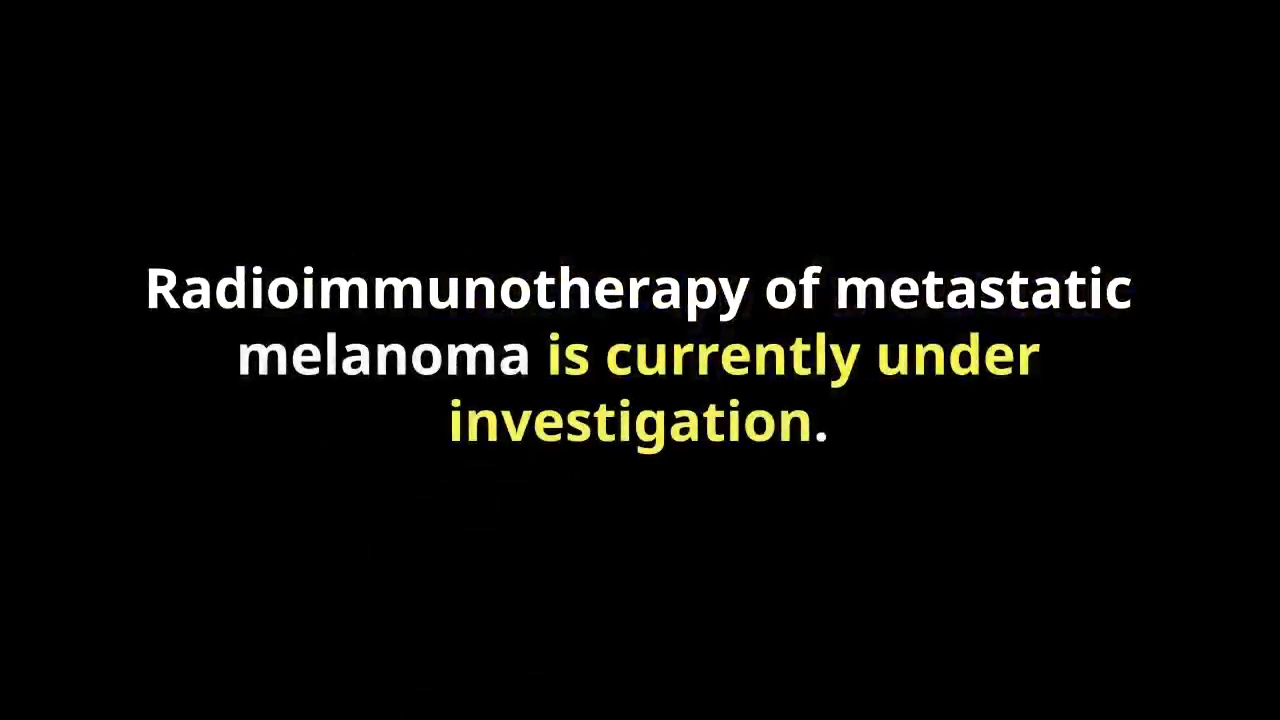 Radioimmunotherapy of metastatic
melanoma is currently under
investigation.